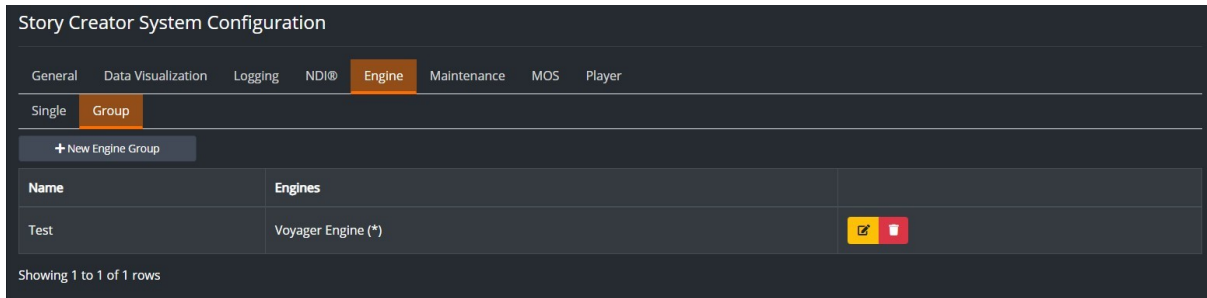 Story Creator System Configuration
General Data Visualization Logging NDI® Engine Maintenance MOS Player
Single Group
+ New Engine Group
Name Engines
Test Voyager Engine (*)
Showing 1 to 1 of 1 rows